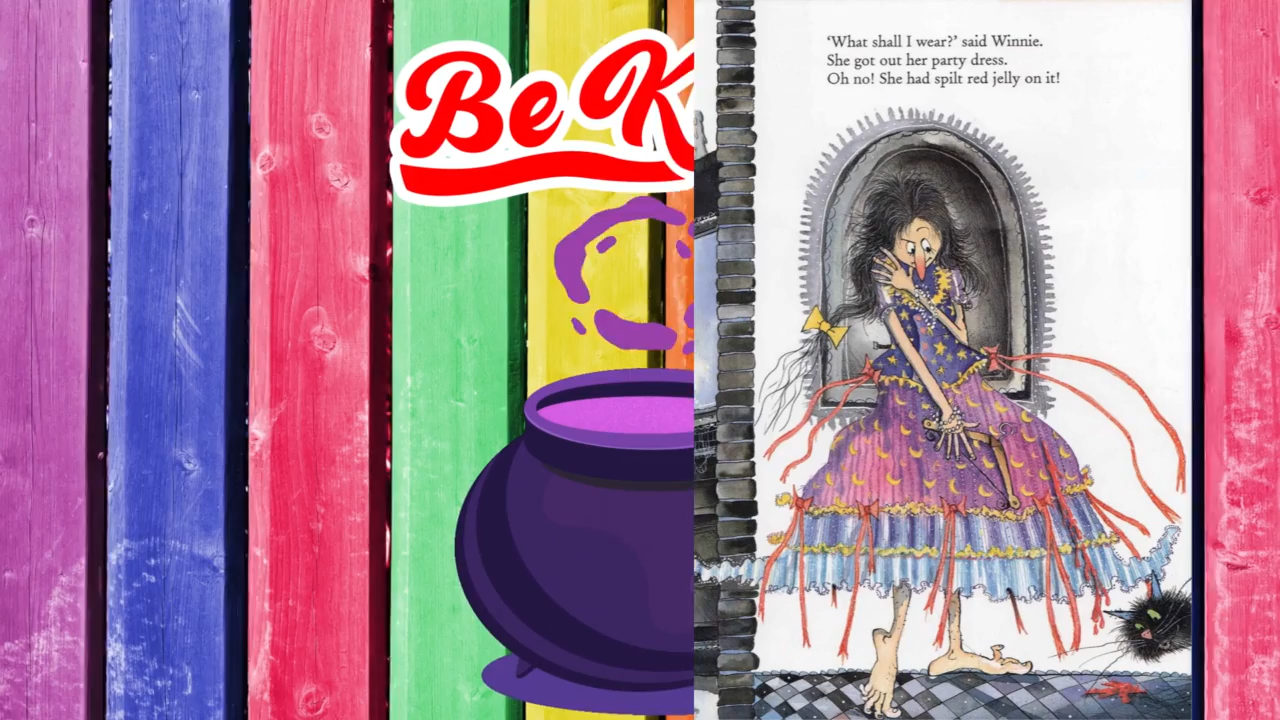 Be K
‘What shall I wear?’ said Winnie.
She got out her party dress.
Oh no! She had spilt red jelly on it!